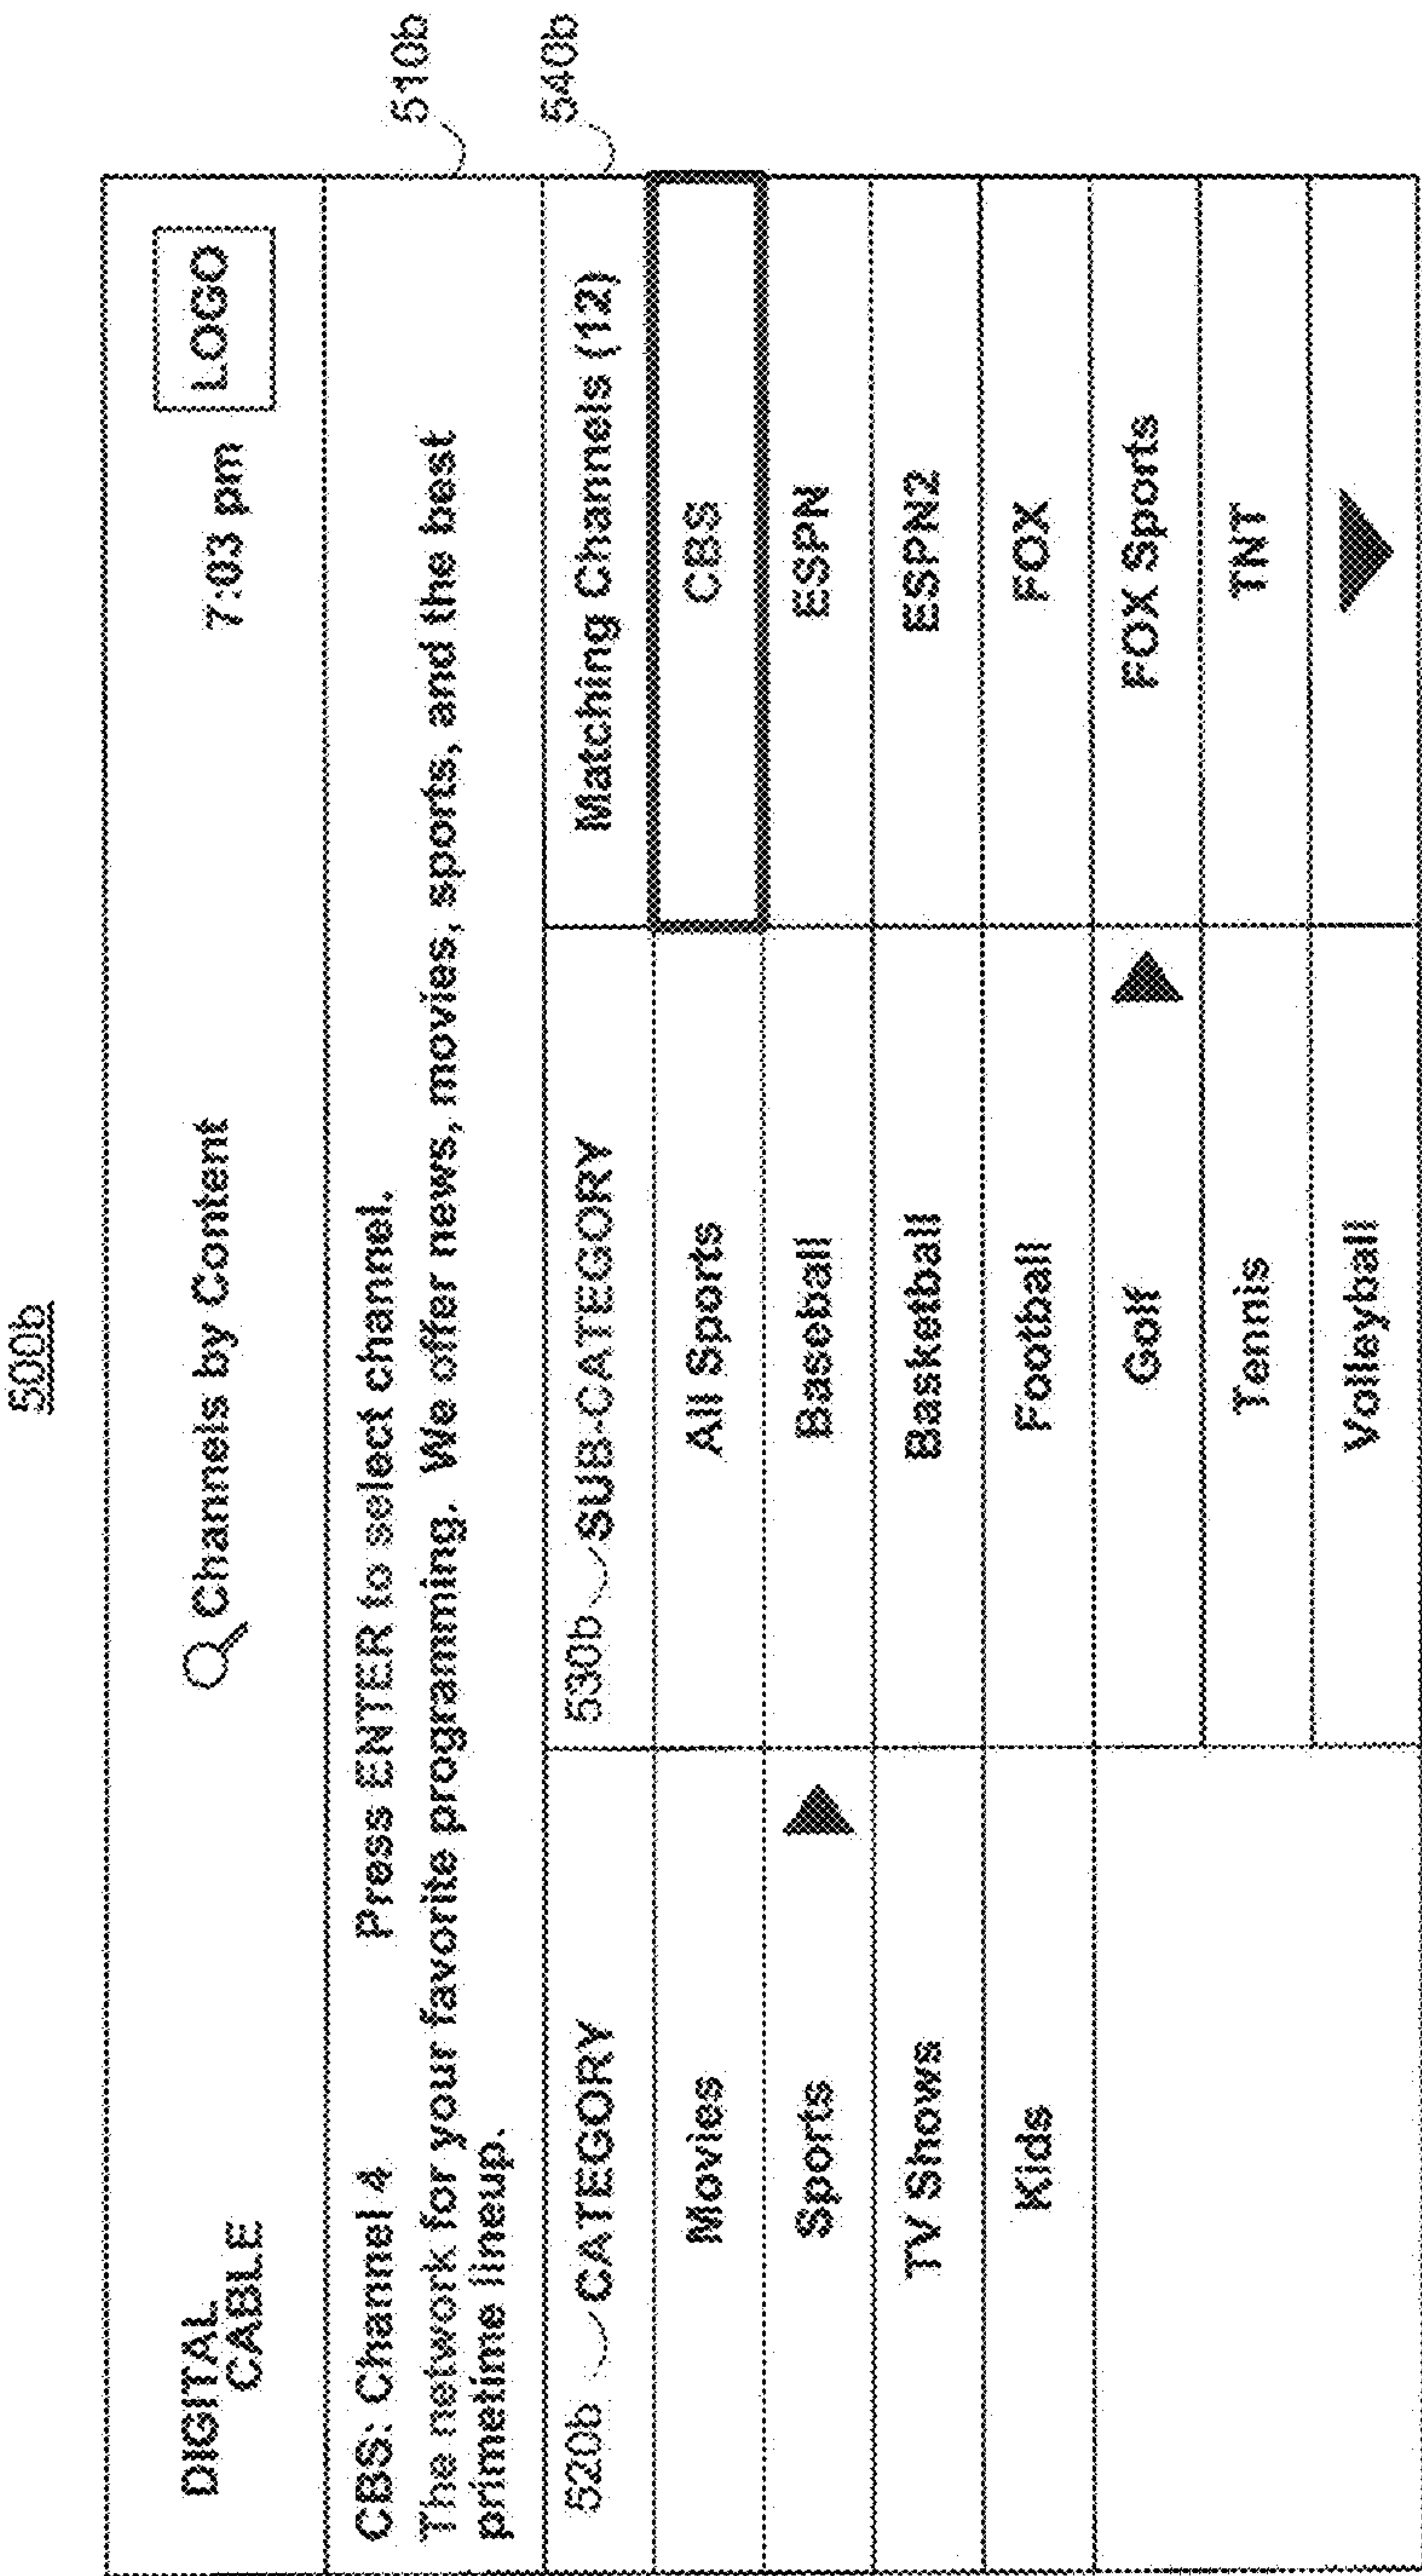 500b
DIGITAL
CABLE
Channels by Content
7:03 pm
LOGO
510b
CBS: Channel 4 Press ENTER to select channel.
The network for your favorite programming. We offer news, movies, sports, and the best
primetime lineup.
540b
520b CATEGORY 530b SUB-CATEGORY Matching Channels (12)
Movies All Sports CBS
Sports Baseball ESPN
TV Shows Basketball ESPN2
Kids Football FOX
Golf FOX Sports
Tennis TNT
Volleyball